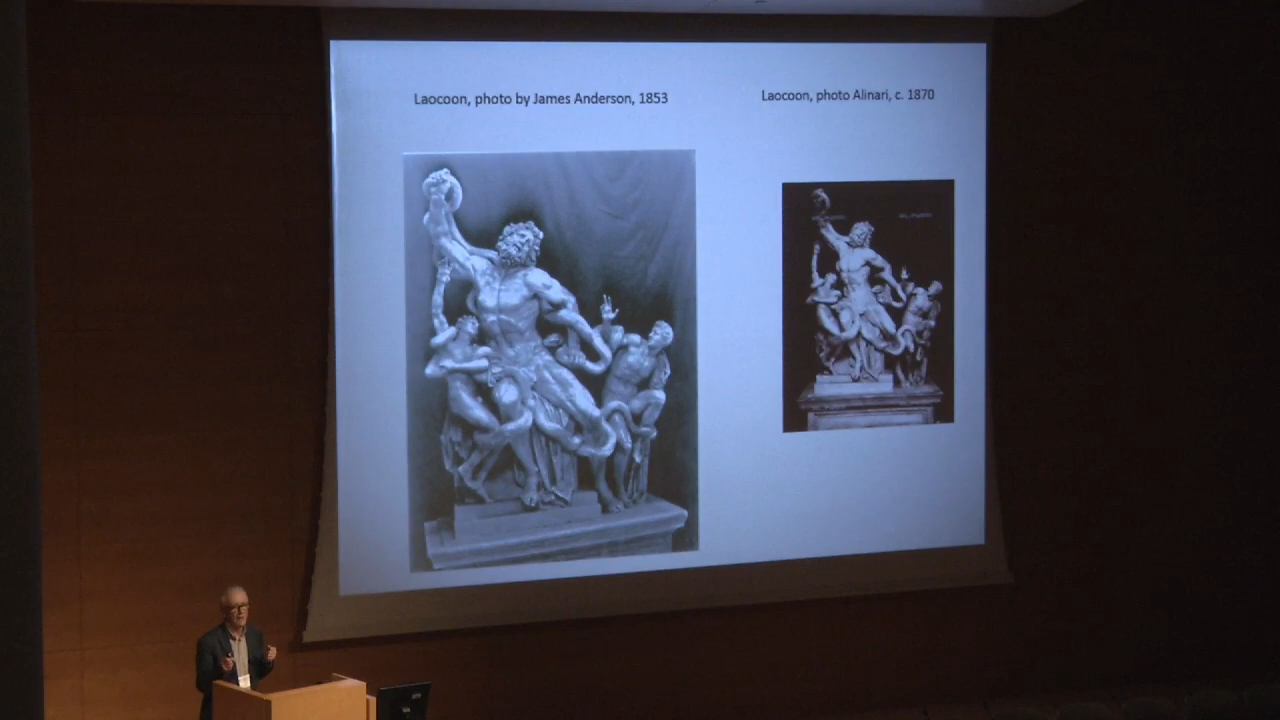 Laocoon, photo by James Anderson, 1853
Laocoon, photo Alinari, c. 1870